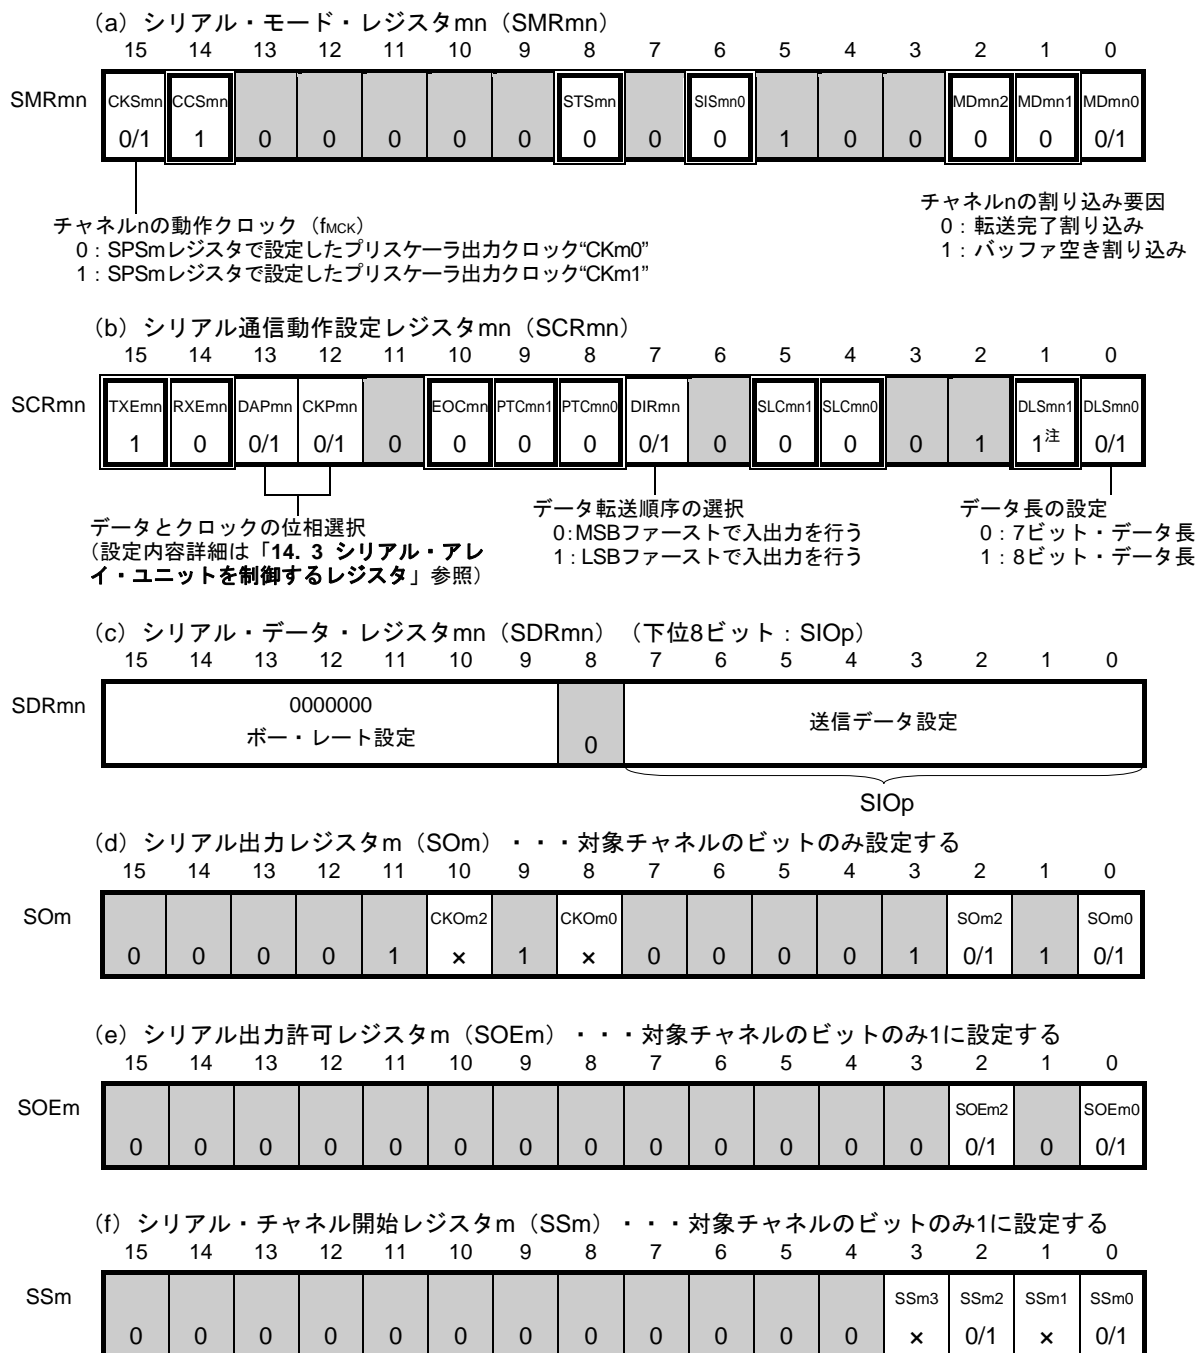 (a) シリアル・モード・レジスタmn (SMRmn)
15 14 13 12 11 10 9 8 7 6 5 4 3 2 1 0
SMRmn CKSmn CCSmn STSmn SISmn0 MDmn2 MDmn1 MDmn0
0/1 1 0 0 0 0 0 0 0 0 1 0 0 0 0 0/1
チャネルnの動作クロック (fMCK)
0：SPSmレジスタで設定したプリスケーラ出力クロック“CKm0”
1：SPSmレジスタで設定したプリスケーラ出力クロック“CKm1”
チャネルnの割り込み要因
0：転送完了割り込み
1：バッファ空き割り込み
(b) シリアル通信動作設定レジスタmn (SCRmn)
15 14 13 12 11 10 9 8 7 6 5 4 3 2 1 0
SCRmn TXEmn RXEmn DAPmn CKPmn EOCmn PTCmn1 PTCmn0 DIRmn SLCmn1 SLCmn0 DLSmn1 DLSmn0
1 0 0/1 0/1 0 0 0 0 0/1 0 0 0 0 1 1注 0/1
データとクロックの位相選択
(設定内容詳細は「14. 3 シリアル・アレ
イ・ユニットを制御するレジスタ」参照)
データ転送順序の選択
0:MSBファーストで入出力を行う
1:LSBファーストで入出力を行う
データ長の設定
0：7ビット・データ長
1：8ビット・データ長
(c) シリアル・データ・レジスタmn (SDRmn) (下位8ビット：SIOp)
15 14 13 12 11 10 9 8 7 6 5 4 3 2 1 0
SDRmn 0000000
ボー・レート設定 0 送信データ設定
SIOp
(d) シリアル出力レジスタm (SOm) ・・・対象チャネルのビットのみ設定する
15 14 13 12 11 10 9 8 7 6 5 4 3 2 1 0
SOm CKOm2 CKOm0 SOm2 SOm0
0 0 0 0 1 × 1 × 0 0 0 0 1 0/1 1 0/1
(e) シリアル出力許可レジスタm (SOEm) ・・・対象チャネルのビットのみ1に設定する
15 14 13 12 11 10 9 8 7 6 5 4 3 2 1 0
SOEm SOEm2 SOEm0
0 0 0 0 0 0 0 0 0 0 0 0 0 0/1 0 0/1
(f) シリアル・チャネル開始レジスタm (SSm) ・・・対象チャネルのビットのみ1に設定する
15 14 13 12 11 10 9 8 7 6 5 4 3 2 1 0
SSm SSm3 SSm2 SSm1 SSm0
0 0 0 0 0 0 0 0 0 0 0 0 × 0/1 × 0/1